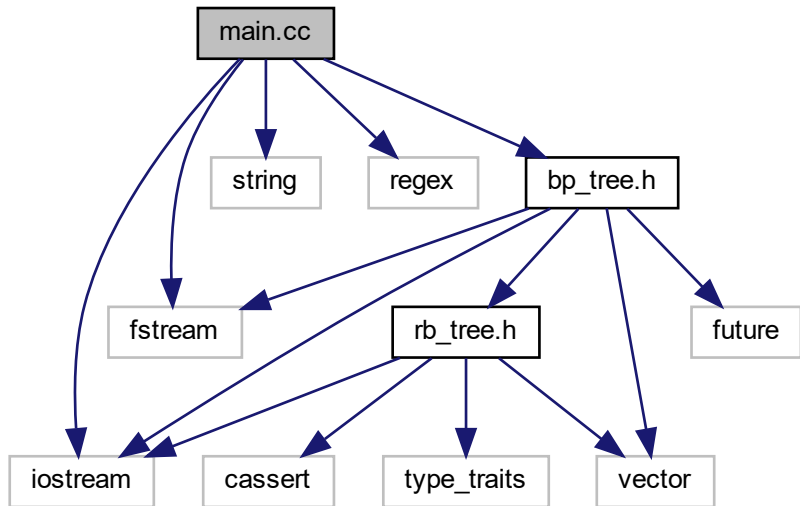 main.cc
string
regex
bp_tree.h
fstream
rb_tree.h
future
iostream
cassert
type_traits
vector